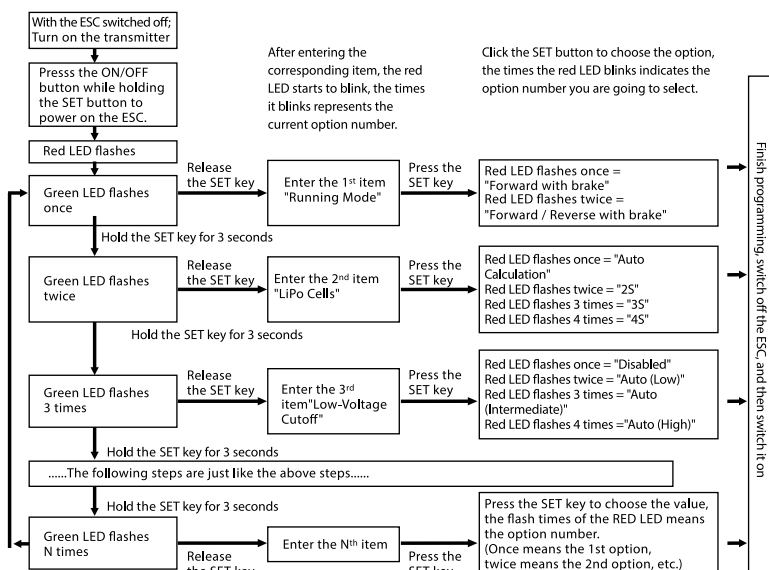 With the ESC switched off;
Turn on the transmitter
After entering the
corresponding item, the red
LED starts to blink, the times
it blinks represents the
current option number.
Click the SET button to choose the option,
the times the red LED blinks indicates the
option number you are going to select.
Presss the ON/OFF
button while holding
the SET button to
power on the ESC.
Red LED flashes
Green LED flashes
once
Release
the SET key
Enter the 1st item
"Running Mode"
Press the
SET key
Red LED flashes once =
"Forward with brake"
Red LED flashes twice =
"Forward / Reverse with brake"
Hold the SET key for 3 seconds
Green LED flashes
twice
Release
the SET key
Enter the 2nd item
"LiPo Cells"
Press the
SET key
Red LED flashes once = "Auto
Calculation"
Red LED flashes twice = "2S"
Red LED flashes 3 times = "3S"
Red LED flashes 4 times = "4S"
Hold the SET key for 3 seconds
Green LED flashes
3 times
Release
the SET key
Enter the 3rd
item"Low-Voltage
Cutoff"
Press the
SET key
Red LED flashes once = "Disabled"
Red LED flashes twice = "Auto (Low)"
Red LED flashes 3 times = "Auto
(Intermediate)"
Red LED flashes 4 times ="Auto (High)"
Hold the SET key for 3 seconds
......The following steps are just like the above steps......
Hold the SET key for 3 seconds
Green LED flashes
N times
Release
the SET key
Enter the Nth item
Press the
SET key
Press the SET key to choose the value,
the flash times of the RED LED means
the option number.
(Once means the 1st option,
twice means the 2nd option, etc.)
Finish programming, switch off the ESC, and then switch it on